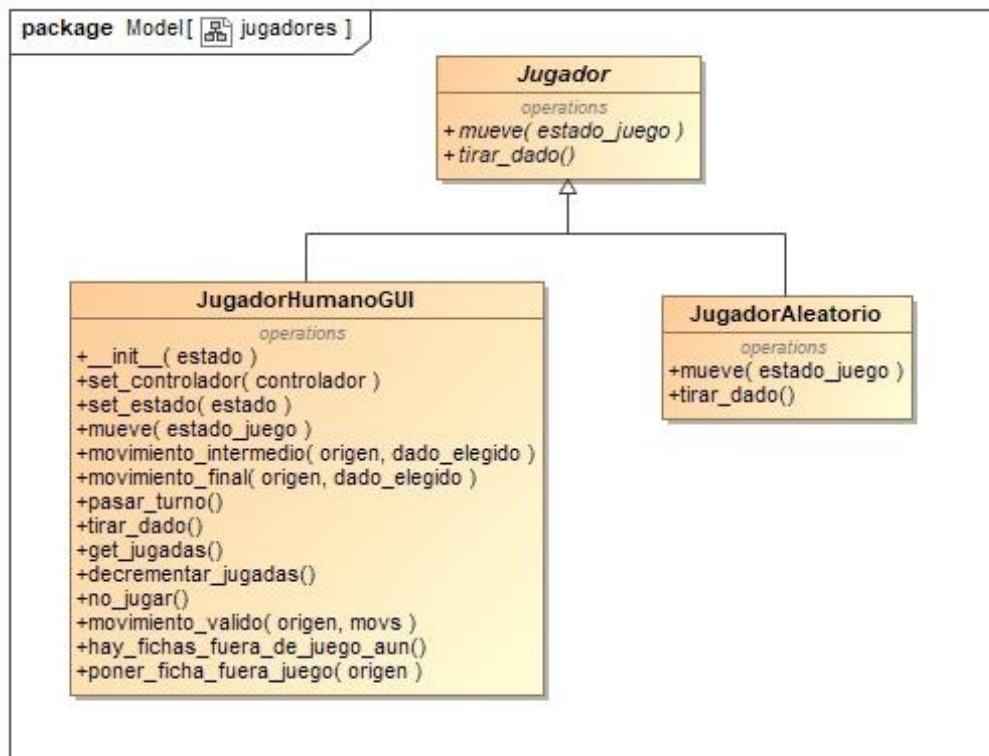 package Model[ jugadores ]
Jugador
operations
+mueve( estado_juego )
+tirar_dado()
JugadorHumanoGUI
operations
+__init__( estado )
+set_controlador( controlador )
+set_estado( estado )
+mueve( estado_juego )
+movimiento_intermedio( origen, dado_elegido )
+movimiento_final( origen, dado_elegido )
+pasar_turno()
+tirar_dado()
+get_jugadas()
+decrementar_jugadas()
+no_jugar()
+movimiento_valido( origen, movs )
+hay_fichas_fuera_de_juego_aun()
+poner_ficha_fuera_juego( origen )
JugadorAleatorio
operations
+mueve( estado_juego )
+tirar_dado()